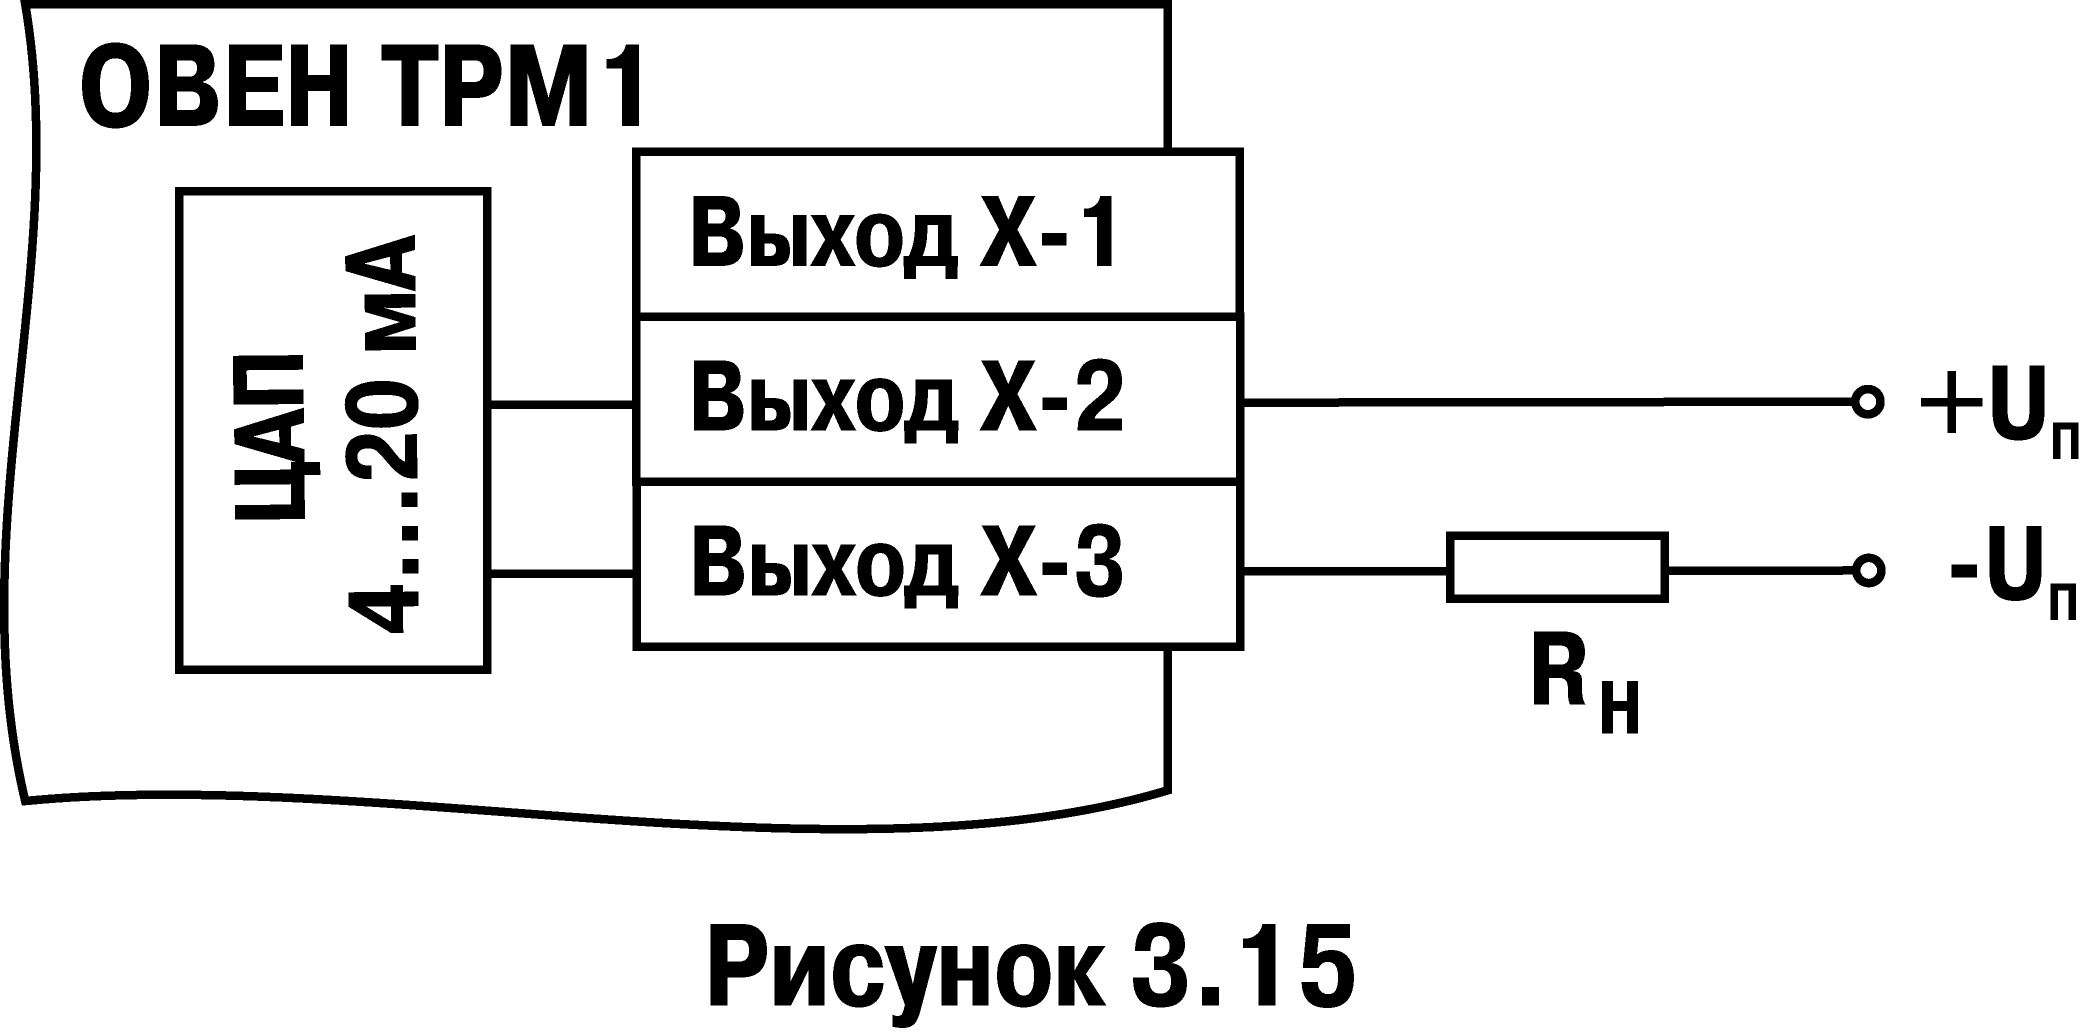 ОВЕН ТРМ1
ЦАП
4...20 мА
Выход X-1
Выход X-2
Выход X-3
+Uп
-Uп
RН
Рисунок 3.15